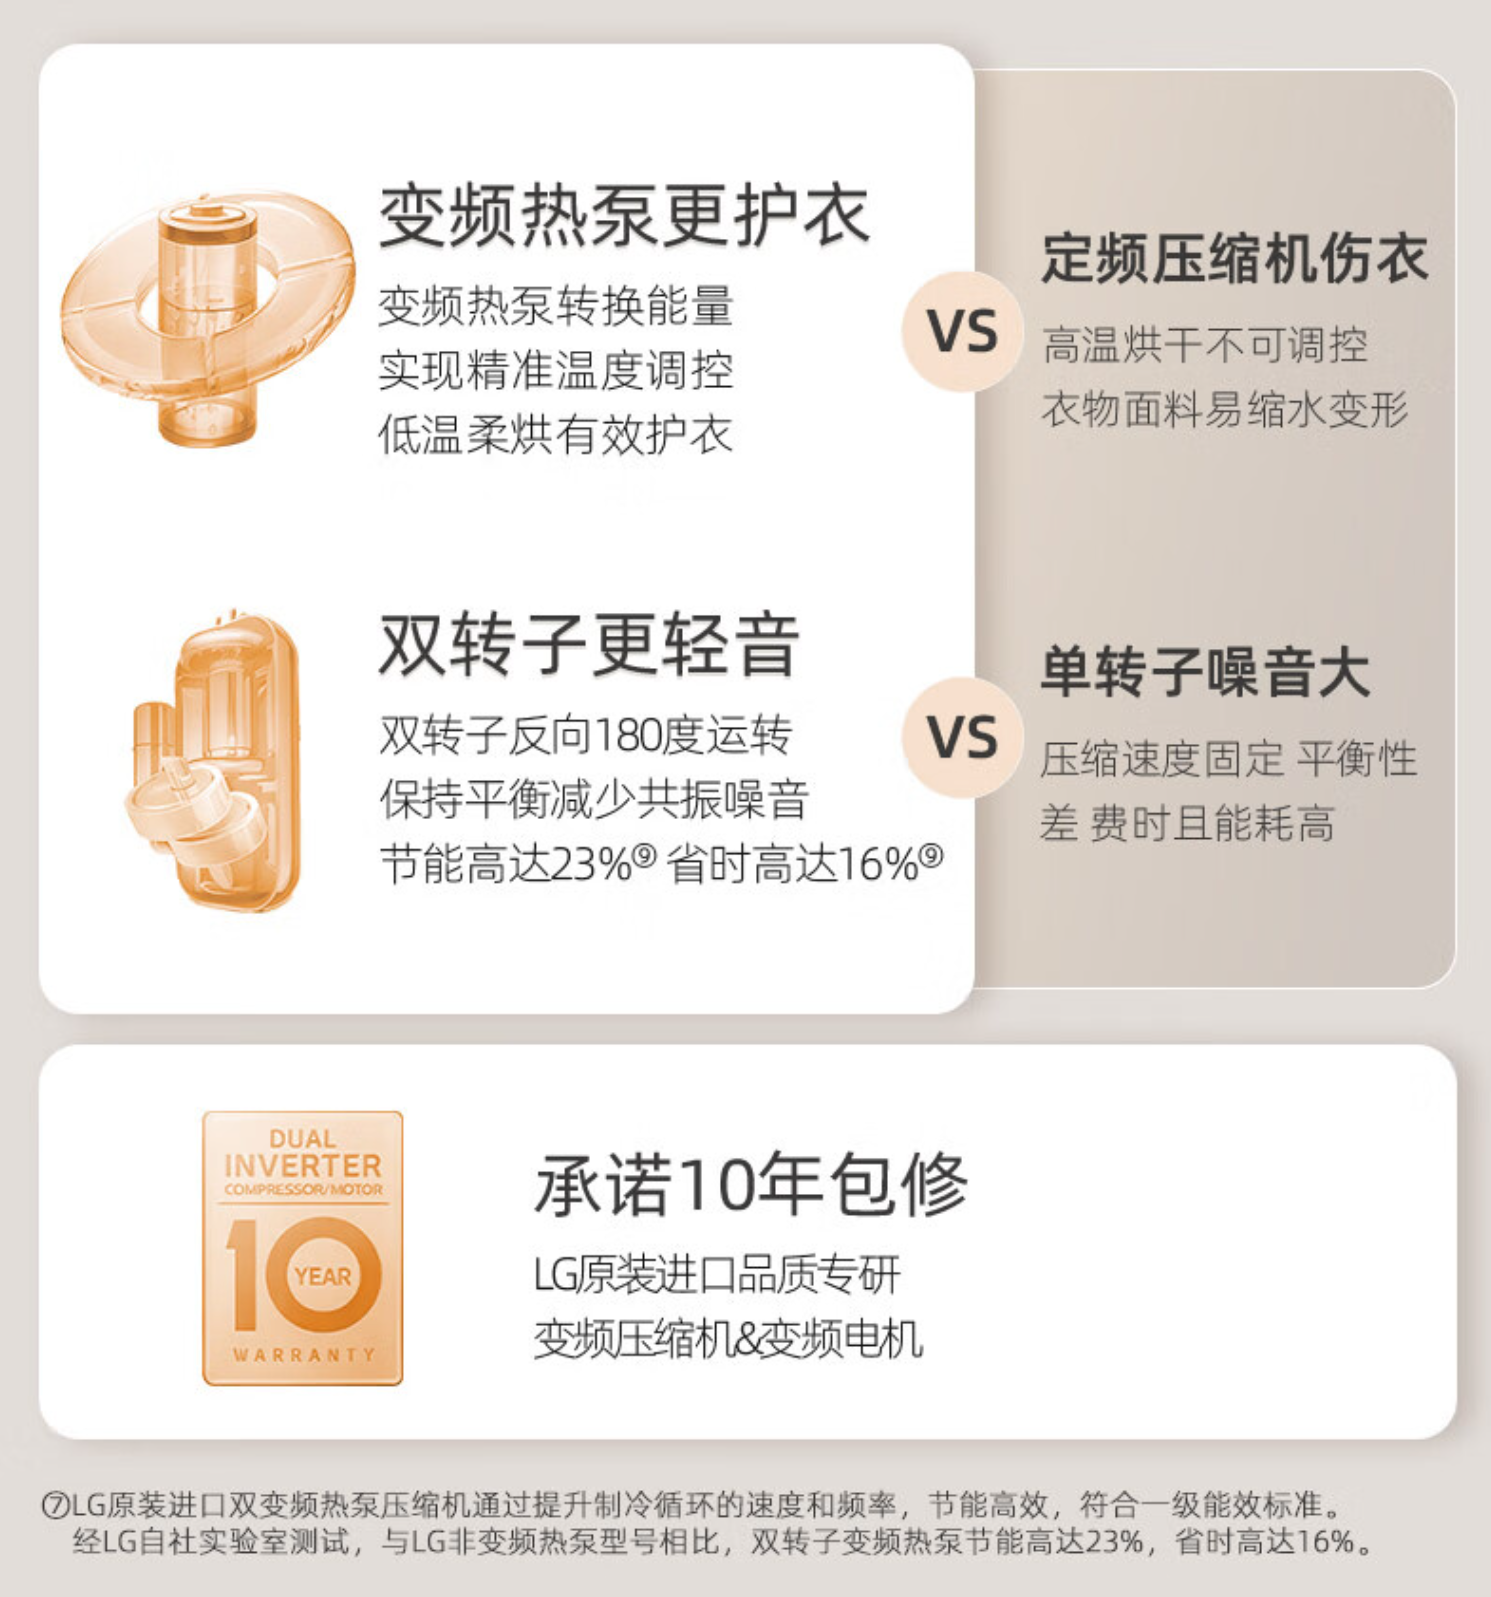 变频热泵更护衣
变频热泵转换能量
实现精准温度调控
低温柔烘有效护衣
VS
定频压缩机伤衣
高温烘干不可调控
衣物面料易缩水变形
双转子更轻音
双转子反向180度运转
保持平衡减少共振噪音
节能高达23%⑨ 省时高达16%⑨
VS
单转子噪音大
压缩速度固定 平衡性
差 费时且能耗高
DUAL
INVERTER
COMPRESSOR/MOTOR
10
YEAR
WARRANTY
承诺10年包修
LG原装进口品质专研
变频压缩机&变频电机
⑦LG原装进口双变频热泵压缩机通过提升制冷循环的速度和频率，节能高效，符合一级能效标准。
经LG自社实验室测试，与LG非变频热泵型号相比，双转子变频热泵节能高达23%，省时高达16%。